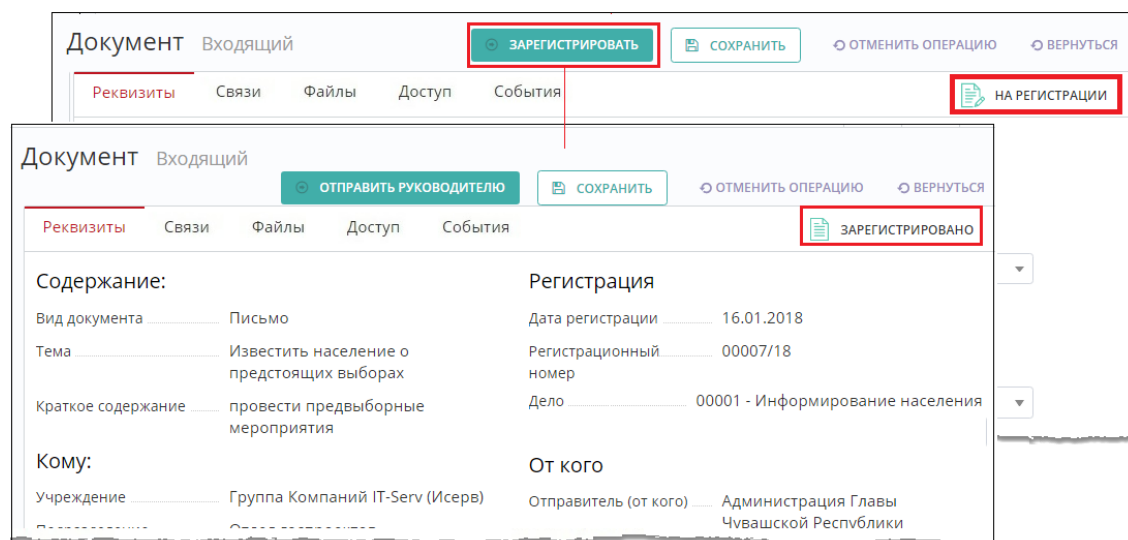 Документ Входящий ЗАРЕГИСТРИРОВАТЬ СОХРАНИТЬ ОТМЕНИТЬ ОПЕРАЦИЮ ВЕРНУТЬСЯ
Реквизиты Связи Файлы Доступ События НА РЕГИСТРАЦИИ
Документ Входящий
ОТПРАВИТЬ РУКОВОДИТЕЛЮ СОХРАНИТЬ ОТМЕНИТЬ ОПЕРАЦИЮ ВЕРНУТЬСЯ
Реквизиты Связи Файлы Доступ События ЗАРЕГИСТРИРОВАНО
Содержание: Регистрация
Вид документа Письмо Дата регистрации 16.01.2018
Тема Известить население о Регистрационный 00007/18
предстоящих выборах номер
Краткое содержание провести предвыборные Дело 00001 - Информирование населения
мероприятия
Кому: От кого
Учреждение Группа Компаний IT-Serv (Исерв) Отправитель (от кого) Администрация Главы
Чувашской Республики